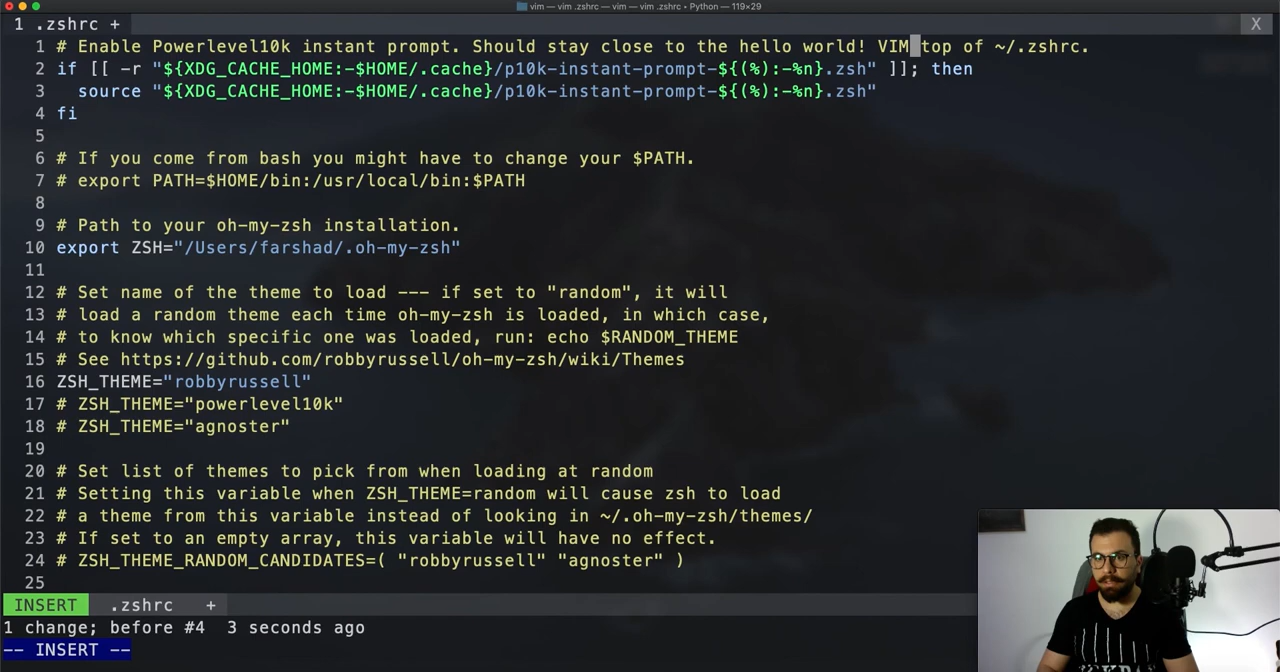 vim — vim .zshrc — vim — vim .zshrc • Python — 119×29
1 .zshrc + X
1 # Enable Powerlevel10k instant prompt. Should stay close to the hello world! VIM top of ~/.zshrc.
2 if [[ -r "${XDG_CACHE_HOME:-$HOME/.cache}/p10k-instant-prompt-${(%):-%n}.zsh" ]]; then
3 source "${XDG_CACHE_HOME:-$HOME/.cache}/p10k-instant-prompt-${(%):-%n}.zsh"
4 fi
5
6 # If you come from bash you might have to change your $PATH.
7 # export PATH=$HOME/bin:/usr/local/bin:$PATH
8
9 # Path to your oh-my-zsh installation.
10 export ZSH="/Users/farshad/.oh-my-zsh"
11
12 # Set name of the theme to load --- if set to "random", it will
13 # load a random theme each time oh-my-zsh is loaded, in which case,
14 # to know which specific one was loaded, run: echo $RANDOM_THEME
15 # See https://github.com/robbyrussell/oh-my-zsh/wiki/Themes
16 ZSH_THEME="robbyrussell"
17 # ZSH_THEME="powerlevel10k"
18 # ZSH_THEME="agnoster"
19
20 # Set list of themes to pick from when loading at random
21 # Setting this variable when ZSH_THEME=random will cause zsh to load
22 # a theme from this variable instead of looking in ~/.oh-my-zsh/themes/
23 # If set to an empty array, this variable will have no effect.
24 # ZSH_THEME_RANDOM_CANDIDATES=( "robbyrussell" "agnoster" )
25
INSERT .zshrc +
1 change; before #4 3 seconds ago
-- INSERT --